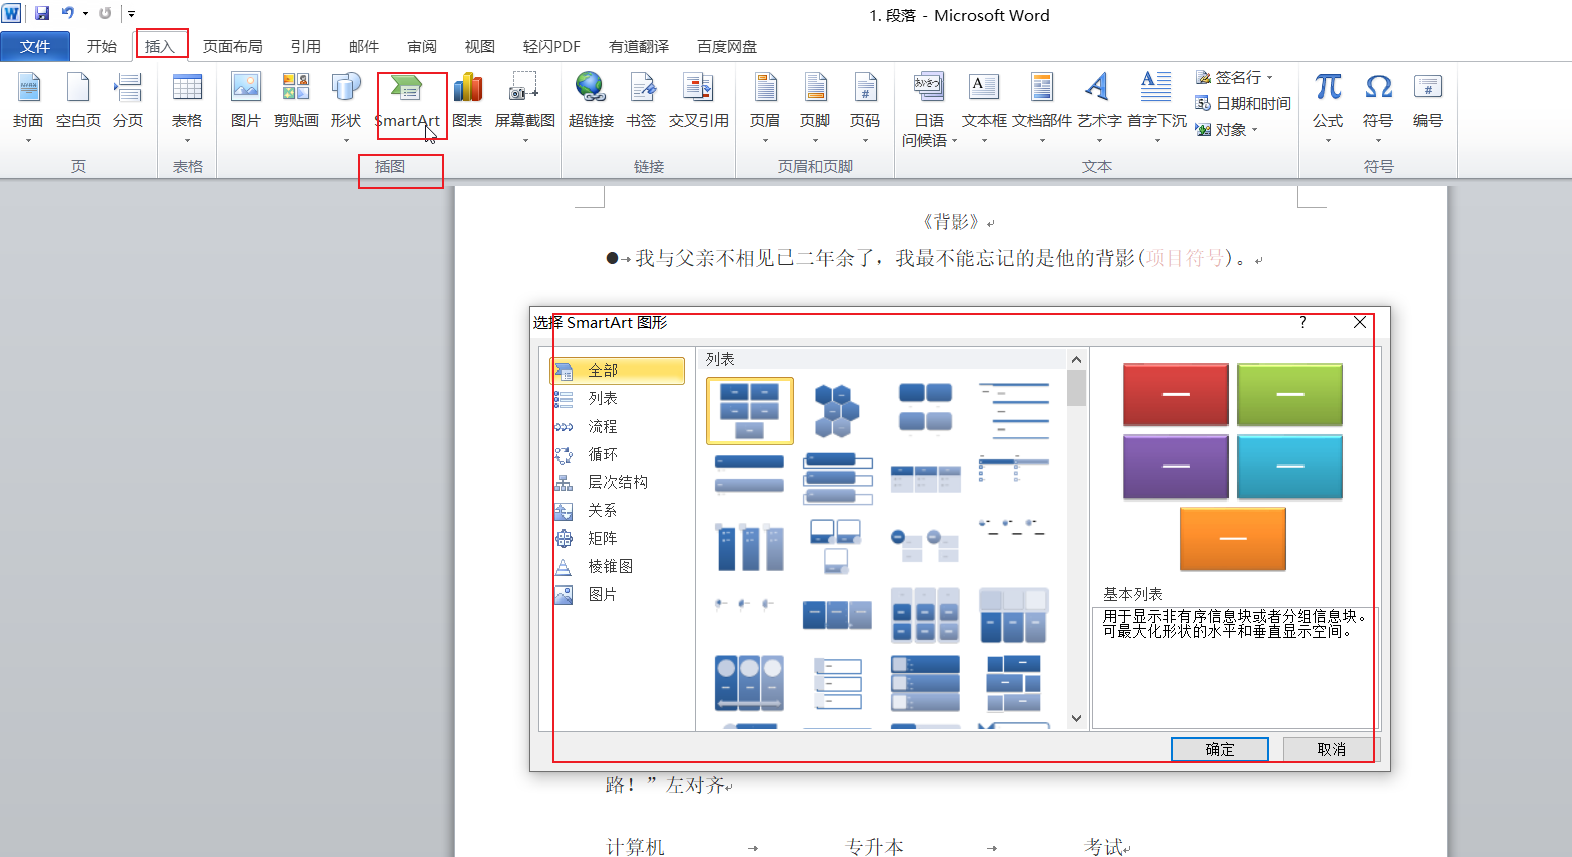 1. 段落 - Microsoft Word
文件 开始 插入 页面布局 引用 邮件 审阅 视图 轻闪PDF 有道翻译 百度网盘
封面 空白页 分页 表格 图片 剪贴画 形状 SmartArt 图表 屏幕截图 超链接 书签 交叉引用 页眉 页脚 页码 日语 问候语 文本框 文档部件 艺术字 首字下沉 签名行 日期和时间 对象 公式 符号 编号
页 表格 插图 链接 页眉和页脚 文本 符号
《背影》
我与父亲不相见已二年余了，我最不能忘记的是他的背影(项目符号)。
选择 SmartArt 图形
全部
列表
流程
循环
层次结构
关系
矩阵
棱锥图
图片
列表
基本列表
用于显示非有序信息块或者分组信息块。
可最大化形状的水平和垂直显示空间。
确定 取消
路！”左对齐
计算机 专升本 考试